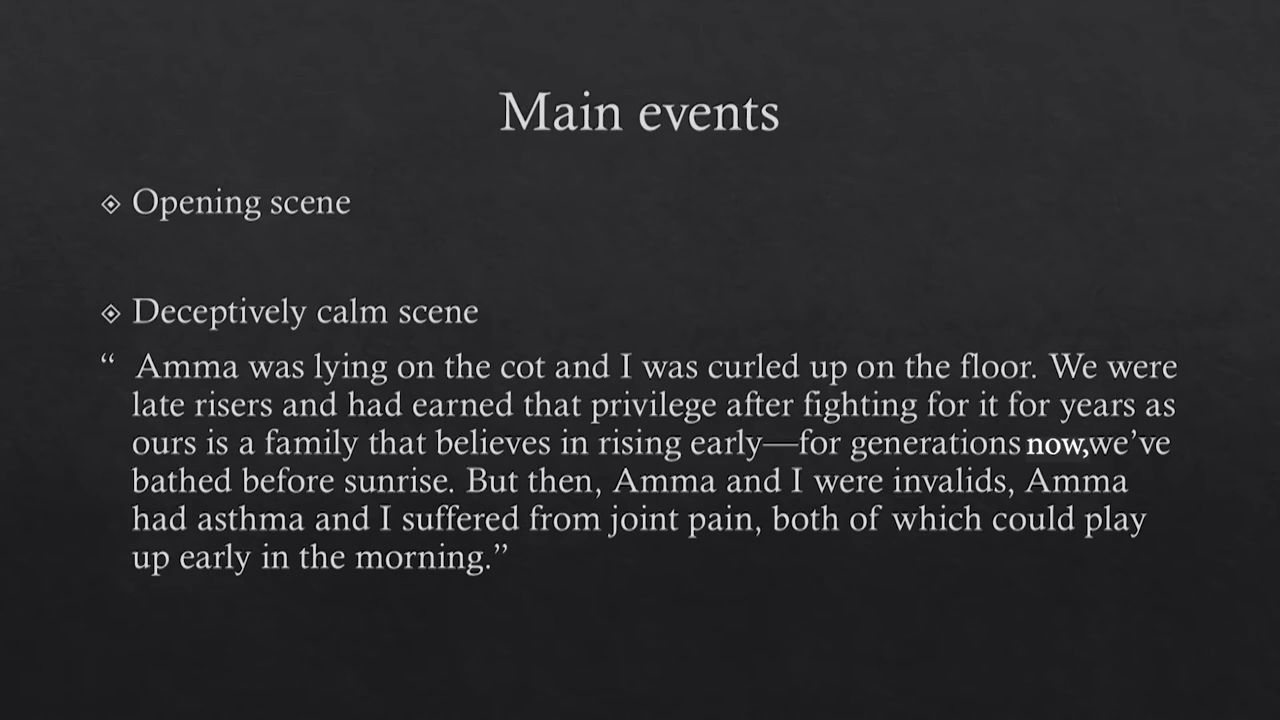 Main events
Opening scene
Deceptively calm scene
“ Amma was lying on the cot and I was curled up on the floor. We were
late risers and had earned that privilege after fighting for it for years as
ours is a family that believes in rising early—for generations now,we’ve
bathed before sunrise. But then, Amma and I were invalids, Amma
had asthma and I suffered from joint pain, both of which could play
up early in the morning.”